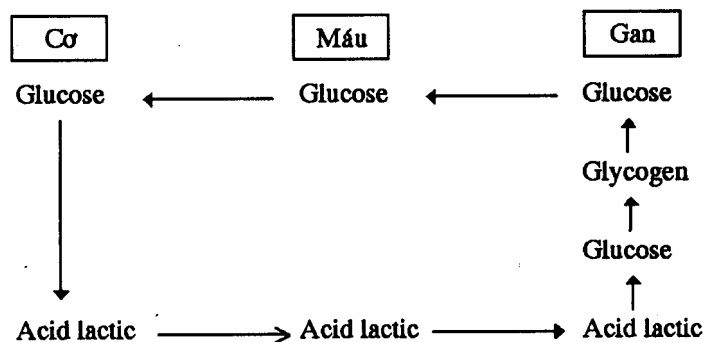 Cơ Máu Gan
Glucose Glucose Glucose
Glycogen
Glucose
Acid lactic Acid lactic Acid lactic